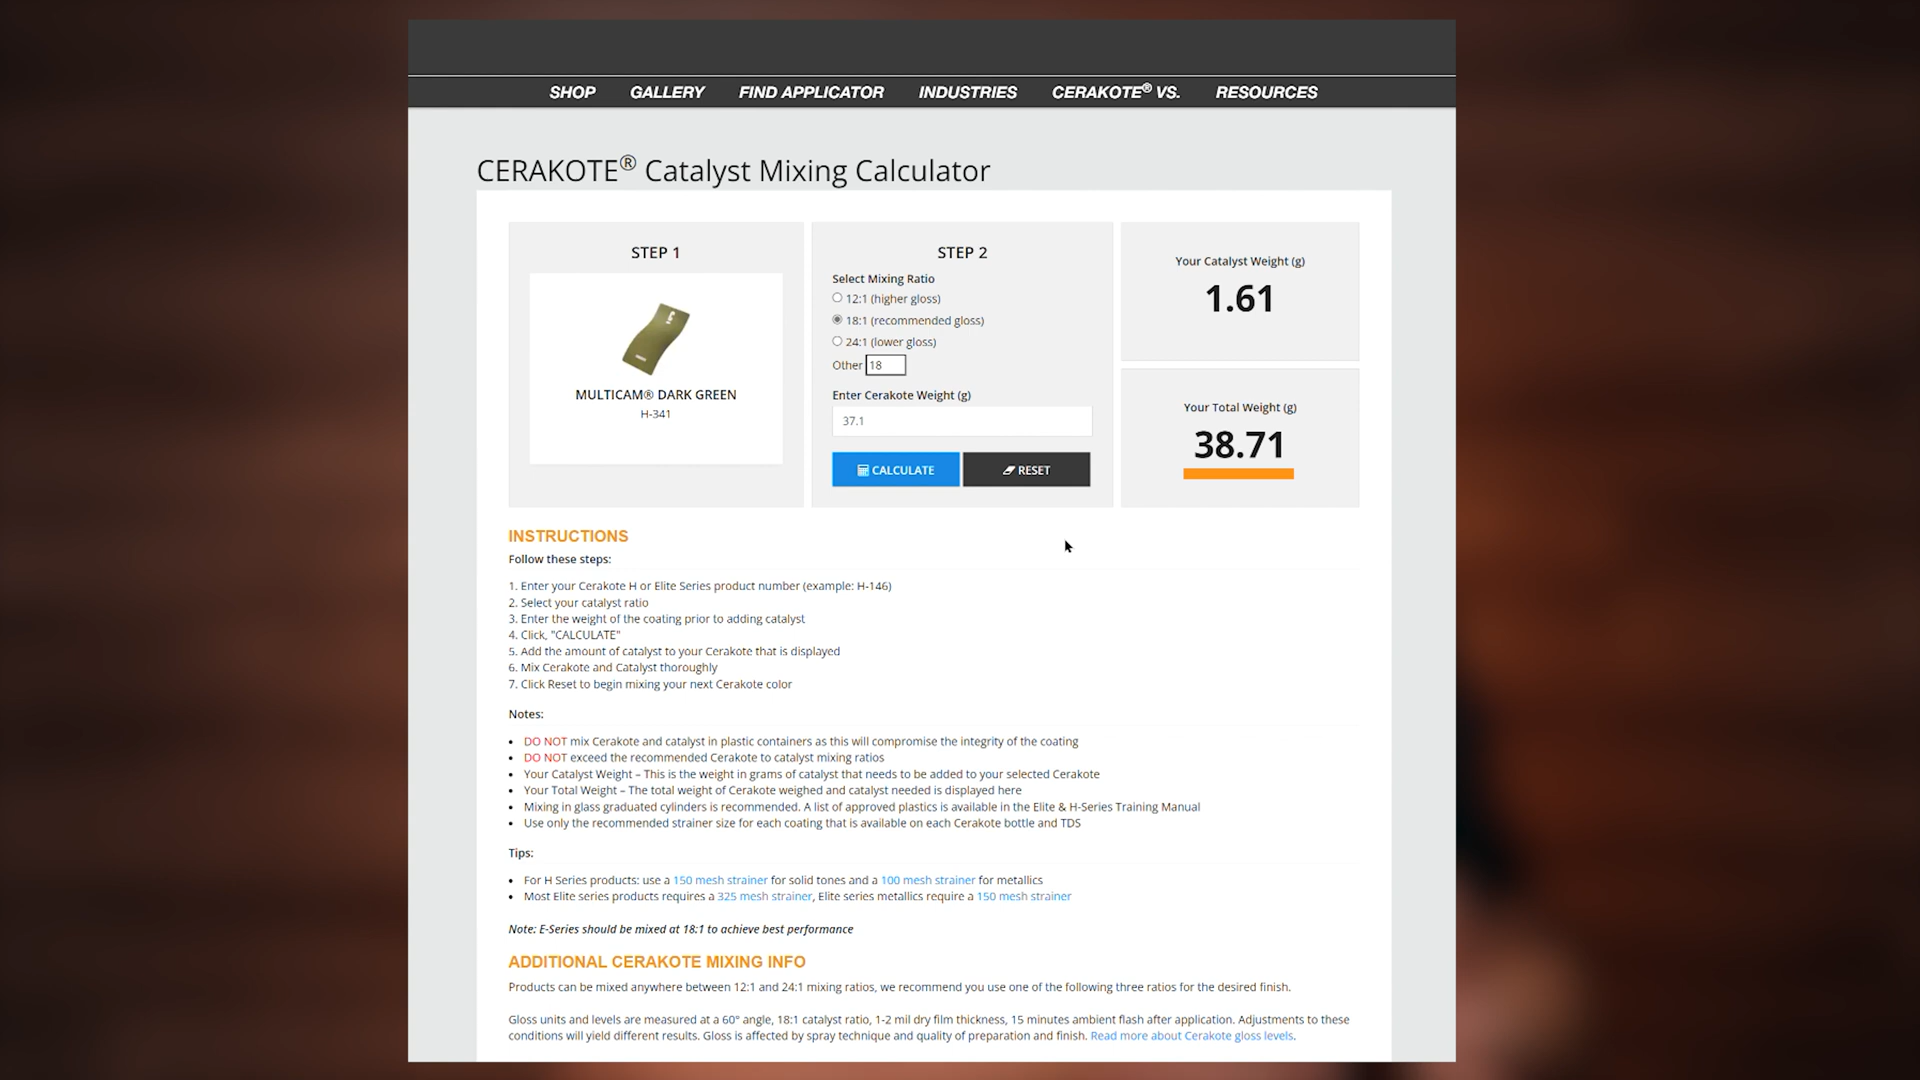 SHOP GALLERY FIND APPLICATOR INDUSTRIES CERAKOTE® VS. RESOURCES
CERAKOTE® Catalyst Mixing Calculator
STEP 1
MULTICAM® DARK GREEN
H-341
STEP 2
Select Mixing Ratio
12:1 (higher gloss)
18:1 (recommended gloss)
24:1 (lower gloss)
Other 18
Enter Cerakote Weight (g)
37.1
CALCULATE RESET
Your Catalyst Weight (g)
1.61
Your Total Weight (g)
38.71
INSTRUCTIONS
Follow these steps:
1. Enter your Cerakote H or Elite Series product number (example: H-146)
2. Select your catalyst ratio
3. Enter the weight of the coating prior to adding catalyst
4. Click, "CALCULATE"
5. Add the amount of catalyst to your Cerakote that is displayed
6. Mix Cerakote and Catalyst thoroughly
7. Click Reset to begin mixing your next Cerakote color
Notes:
• DO NOT mix Cerakote and catalyst in plastic containers as this will compromise the integrity of the coating
• DO NOT exceed the recommended Cerakote to catalyst mixing ratios
• Your Catalyst Weight – This is the weight in grams of catalyst that needs to be added to your selected Cerakote
• Your Total Weight – The total weight of Cerakote weighed and catalyst needed is displayed here
• Mixing in glass graduated cylinders is recommended. A list of approved plastics is available in the Elite & H-Series Training Manual
• Use only the recommended strainer size for each coating that is available on each Cerakote bottle and TDS
Tips:
• For H Series products: use a 150 mesh strainer for solid tones and a 100 mesh strainer for metallics
• Most Elite series products requires a 325 mesh strainer, Elite series metallics require a 150 mesh strainer
Note: E-Series should be mixed at 18:1 to achieve best performance
ADDITIONAL CERAKOTE MIXING INFO
Products can be mixed anywhere between 12:1 and 24:1 mixing ratios, we recommend you use one of the following three ratios for the desired finish.
Gloss units and levels are measured at a 60° angle, 18:1 catalyst ratio, 1-2 mil dry film thickness, 15 minutes ambient flash after application. Adjustments to these
conditions will yield different results. Gloss is affected by spray technique and quality of preparation and finish. Read more about Cerakote gloss levels.